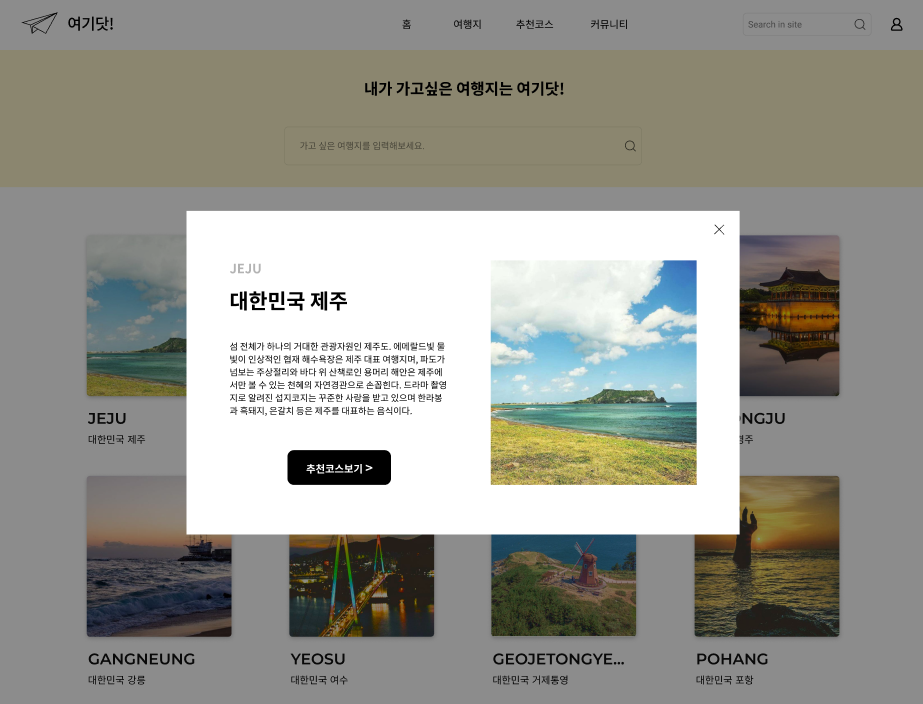 여기닷!
홈 여행지 추천코스 커뮤니티
Search in site
내가 가고싶은 여행지는 여기닷!
가고 싶은 여행지를 입력해보세요.
JEJU
대한민국 제주
섬 전체가 하나의 거대한 관광자원인 제주도. 에메랄드빛 물
빛이 인상적인 협재 해수욕장은 제주 대표 여행지며, 파도가
넘보는 주상절리와 바다 위 산책로인 용머리 해안은 제주에
서만 볼 수 있는 천혜의 자연경관으로 손꼽힌다. 드라마 촬영
지로 알려진 섭지코지는 꾸준한 사랑을 받고 있으며 한라봉
과 흑돼지, 은갈치 등은 제주를 대표하는 음식이다.
추천코스보기 >
JEJU
대한민국 제주
NGJU
GANGNEUNG
대한민국 강릉
YEOSU
대한민국 여수
GEOJETONGYE...
대한민국 거제통영
POHANG
대한민국 포항